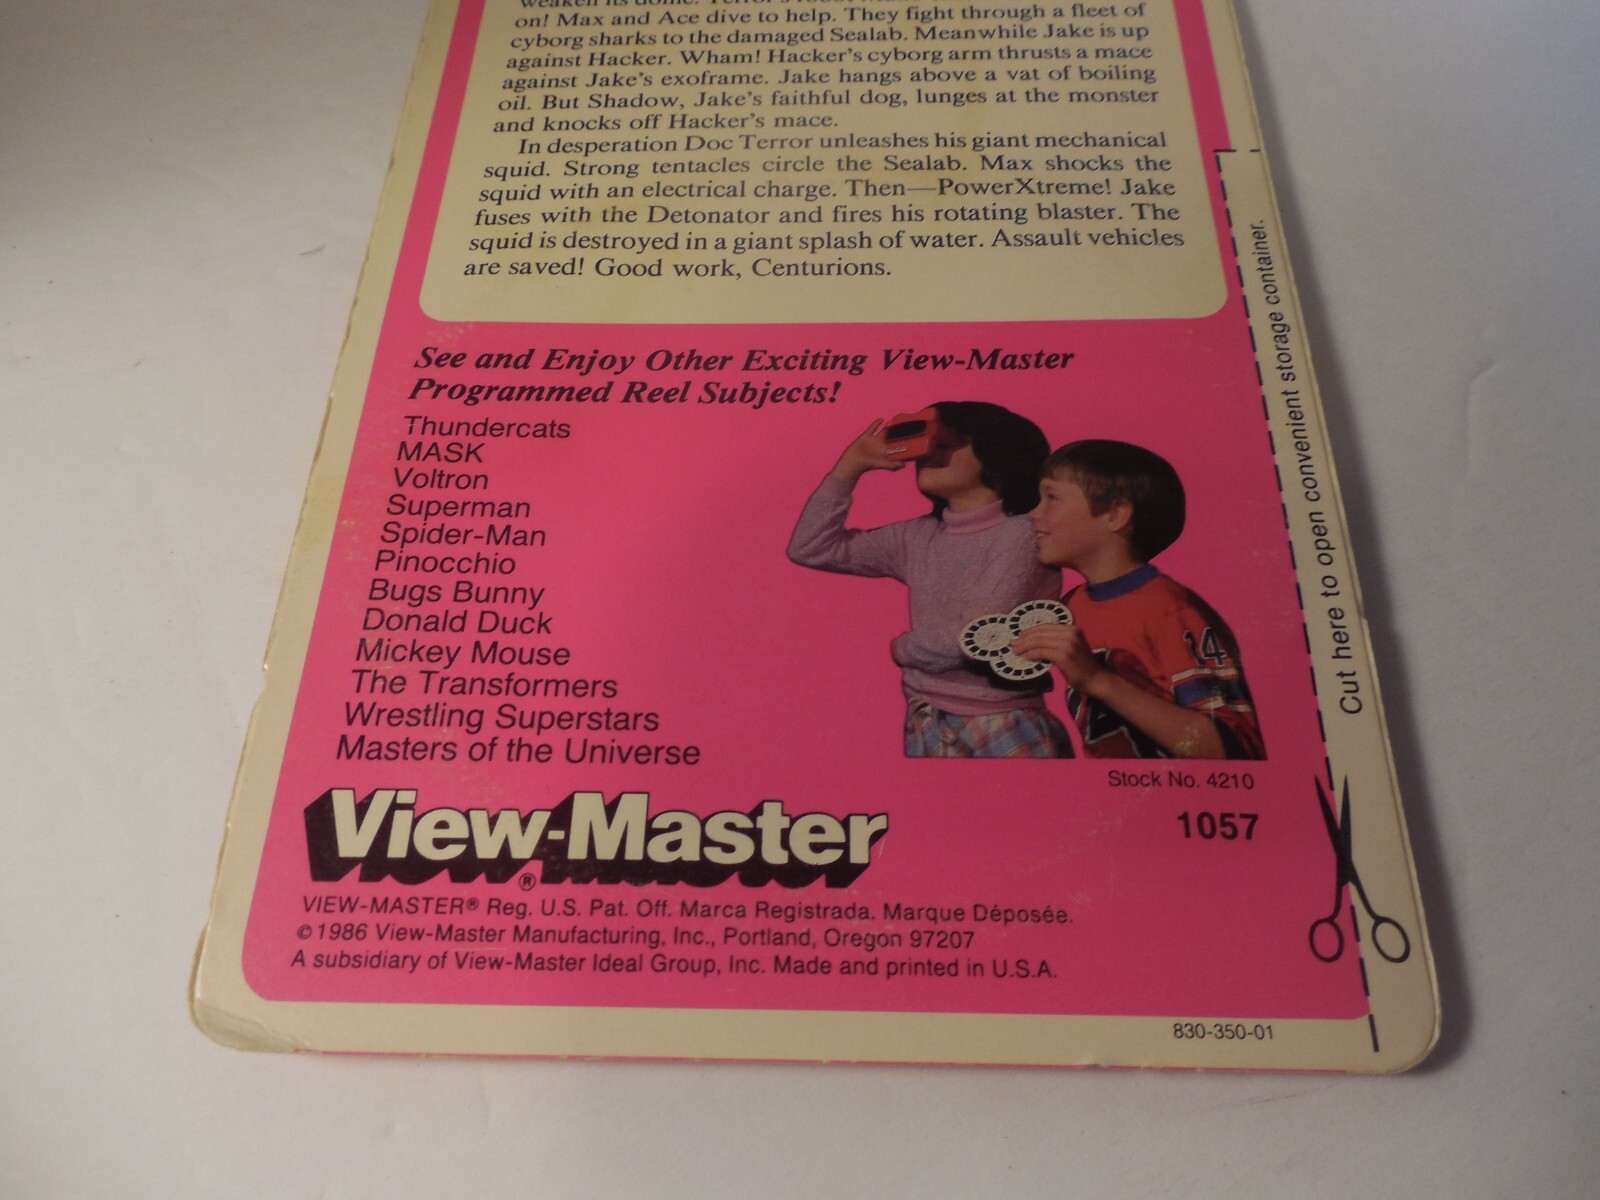 on! Max and Ace dive to help. They fight through a fleet of
cyborg sharks to the damaged Sealab. Meanwhile Jake is up
against Hacker. Wham! Hacker's cyborg arm thrusts a mace
against Jake's exoframe. Jake hangs above a vat of boiling
oil. But Shadow, Jake's faithful dog, lunges at the monster
and knocks off Hacker's mace.
In desperation Doc Terror unleashes his giant mechanical
squid. Strong tentacles circle the Sealab. Max shocks the
squid with an electrical charge. Then—PowerXtreme! Jake
fuses with the Detonator and fires his rotating blaster. The
squid is destroyed in a giant splash of water. Assault vehicles
are saved! Good work, Centurions.
See and Enjoy Other Exciting View-Master
Programmed Reel Subjects!
Thundercats
MASK
Voltron
Superman
Spider-Man
Pinocchio
Bugs Bunny
Donald Duck
Mickey Mouse
The Transformers
Wrestling Superstars
Masters of the Universe
14
Stock No. 4210
1057
View-Master®
VIEW-MASTER® Reg. U.S. Pat. Off. Marca Registrada. Marque Déposée.
©1986 View-Master Manufacturing, Inc., Portland, Oregon 97207
A subsidiary of View-Master Ideal Group, Inc. Made and printed in U.S.A.
830-350-01
Cut here to open convenient storage container.